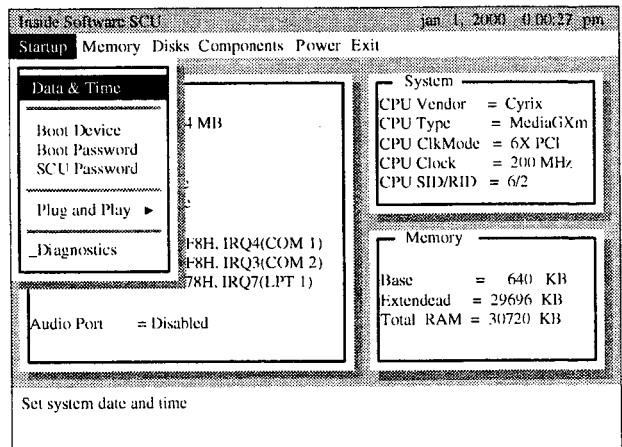 Inside Software SCU jan 1, 2000 0:00:27 pm
Startup Memory Disks Components Power Exit
Data & Time
Boot Device
Boot Password
SCU Password
Plug and Play ►
_Diagnostics
4 MB
F8H. IRQ4(COM 1)
F8H. IRQ3(COM 2)
78H. IRQ7(LPT 1)
Audio Port = Disabled
System
CPU Vendor = Cyrix
CPU Type = MediaGXm
CPU ClkMode = 6X PCI
CPU Clock = 200 MHz
CPU SID/RID = 6/2
Memory
Base = 640 KB
Extendead = 29696 KB
Total RAM = 30720 KB
Set system date and time